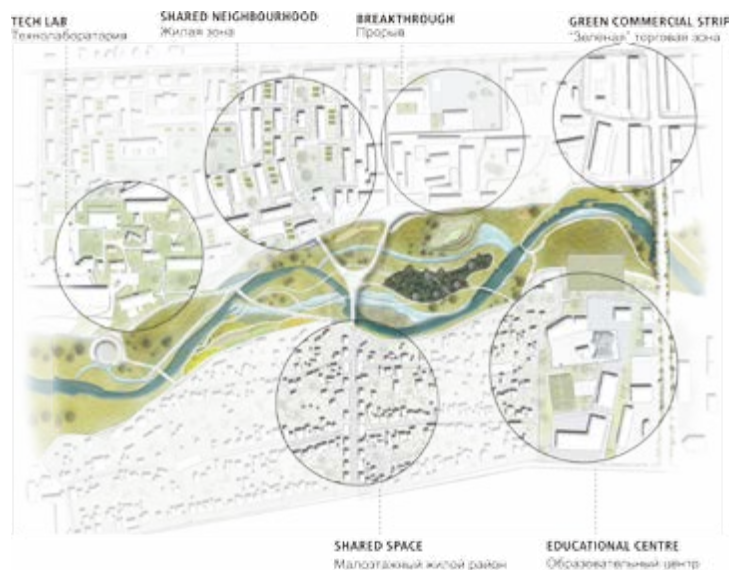 TECH LAB
Технолаборатория
SHARED NEIGHBOURHOOD
Жилая зона
BREAKTHROUGH
Прорыв
GREEN COMMERCIAL STRIP
"Зеленая" торговая зона
SHARED SPACE
Малоэтажный жилой район
EDUCATIONAL CENTRE
Образовательный центр